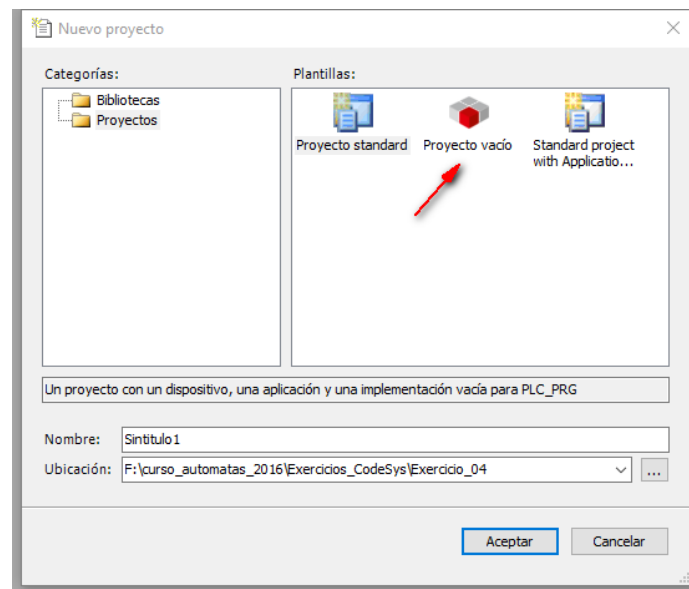 Nuevo proyecto
Categorías:
Plantillas:
Bibliotecas
Proyectos
Proyecto standard
Proyecto vacío
Standard project
with Applicatio...
Un proyecto con un dispositivo, una aplicación y una implementación vacía para PLC_PRG
Nombre: Sintitulo1
Ubicación: F:\curso_automatas_2016\Exercicios_CodeSys\Exercicio_04 ...
Aceptar Cancelar